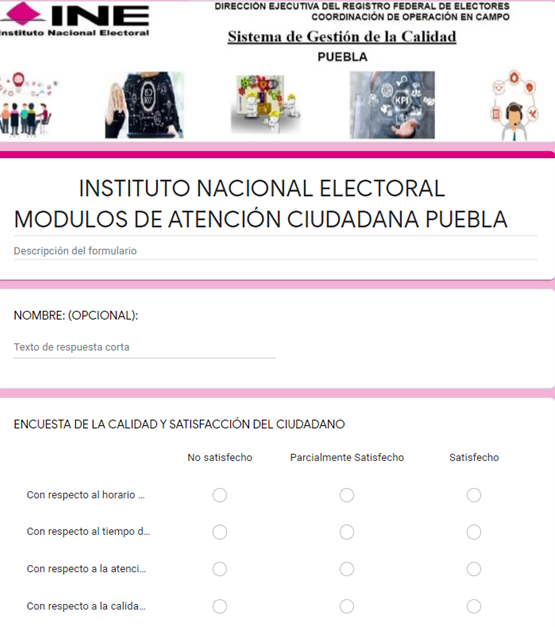 INE
Instituto Nacional Electoral
DIRECCIÓN EJECUTIVA DEL REGISTRO FEDERAL DE ELECTORES
COORDINACIÓN DE OPERACIÓN EN CAMPO
Sistema de Gestión de la Calidad
PUEBLA
KPI
INSTITUTO NACIONAL ELECTORAL
MODULOS DE ATENCIÓN CIUDADANA PUEBLA
Descripción del formulario
NOMBRE: (OPCIONAL):
Texto de respuesta corta
ENCUESTA DE LA CALIDAD Y SATISFACCIÓN DEL CIUDADANO
No satisfecho Parcialmente Satisfecho Satisfecho
Con respecto al horario ...
Con respecto al tiempo d...
Con respecto a la atenci...
Con respecto a la calida...